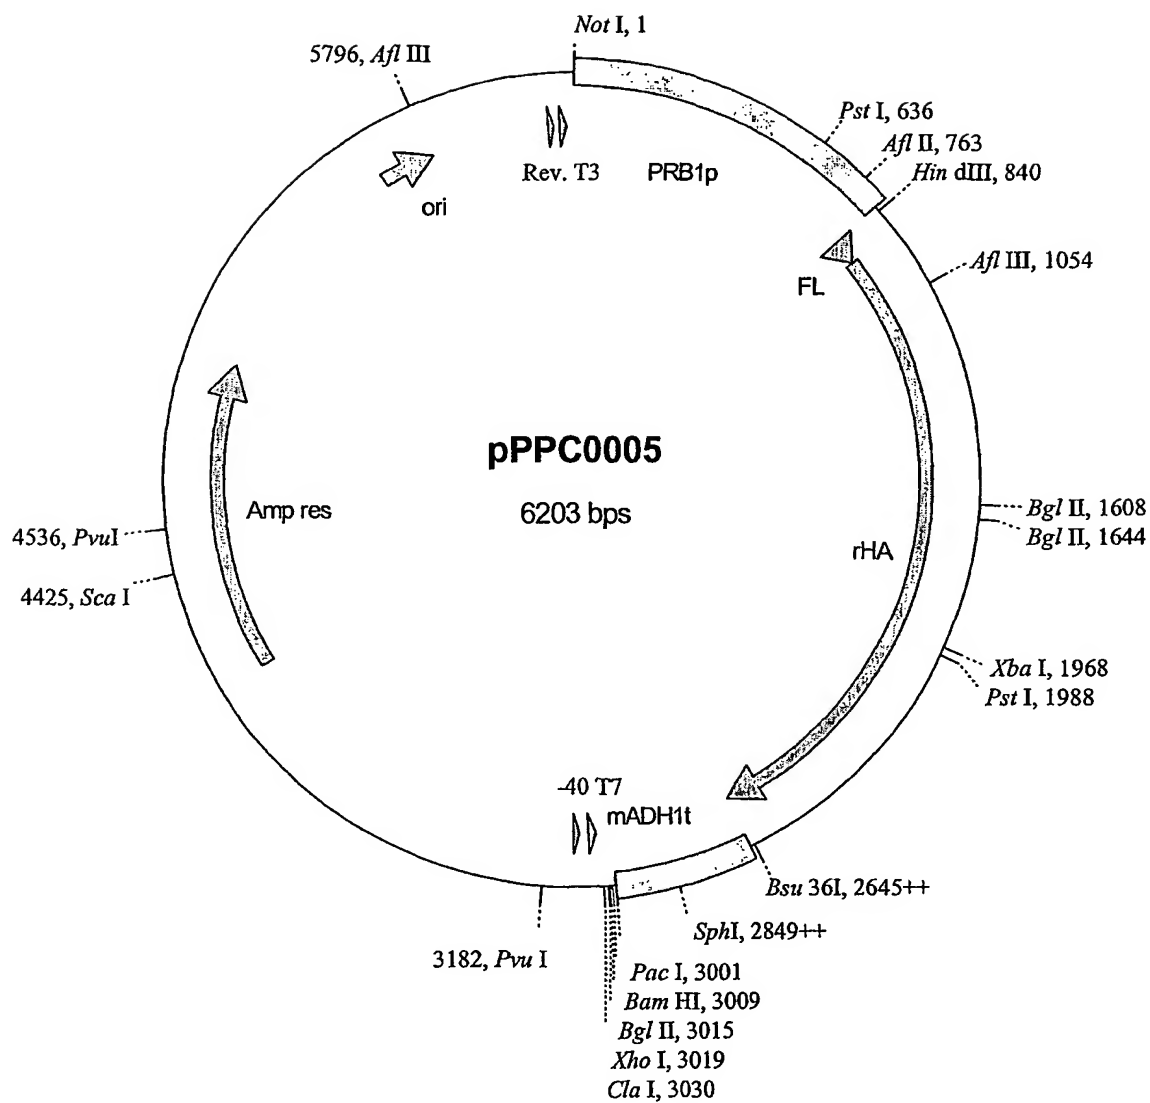 Not I, 1
5796, Afl III
Pst I, 636
Afl II, 763
Hin dIII, 840
Rev. T3
PRB1p
ori
Afl III, 1054
FL
pPPC0005
6203 bps
Amp res
Bgl II, 1608
Bgl II, 1644
4536, PvuI
rHA
4425, Sca I
Xba I, 1968
Pst I, 1988
-40 T7
mADH1t
Bsu 36I, 2645++
SphI, 2849++
3182, Pvu I
Pac I, 3001
Bam HI, 3009
Bgl II, 3015
Xho I, 3019
Cla I, 3030